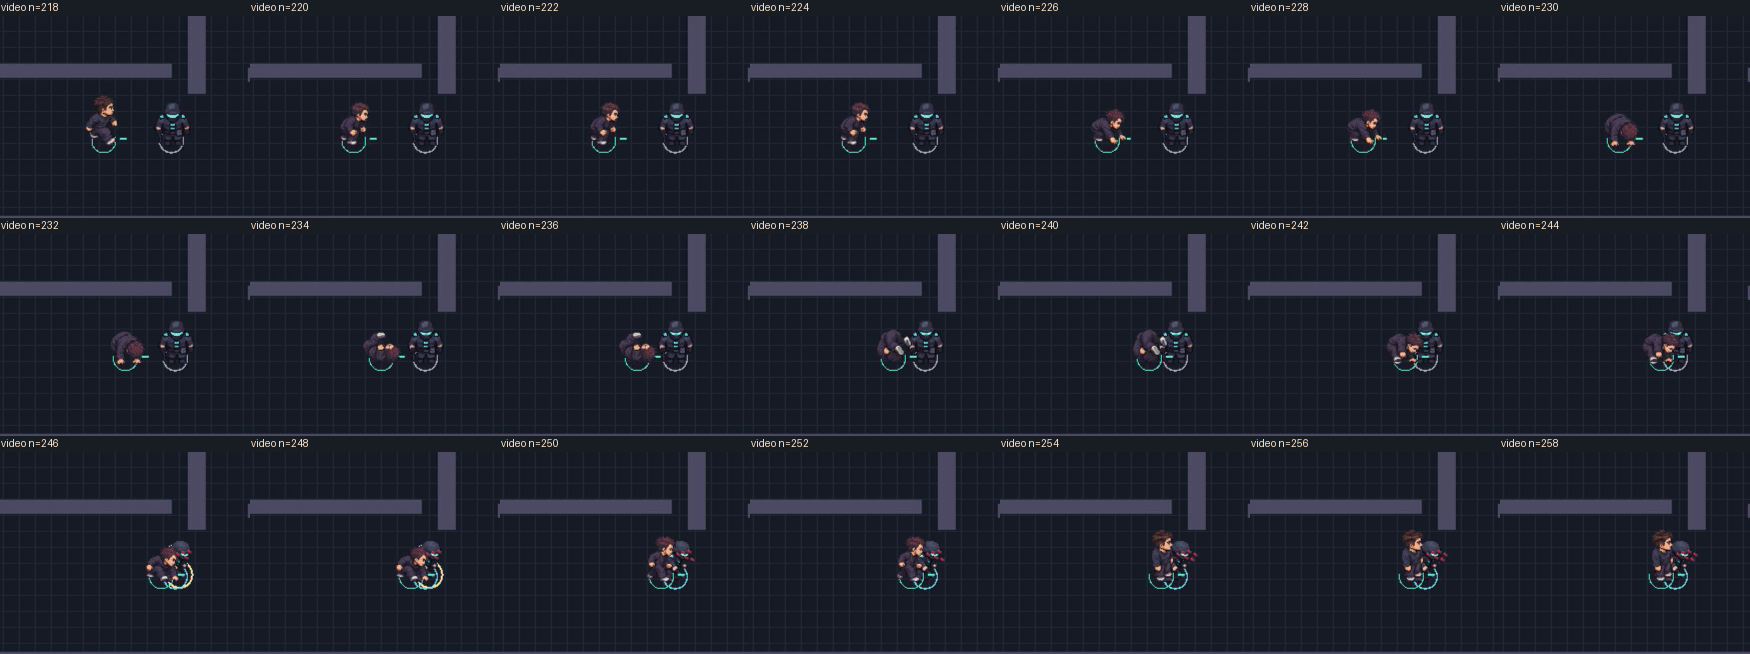 video n=218
video n=220
video n=222
video n=224
video n=226
video n=228
video n=230
video n=232
video n=234
video n=236
video n=238
video n=240
video n=242
video n=244
video n=246
video n=248
video n=250
video n=252
video n=254
video n=256
video n=258